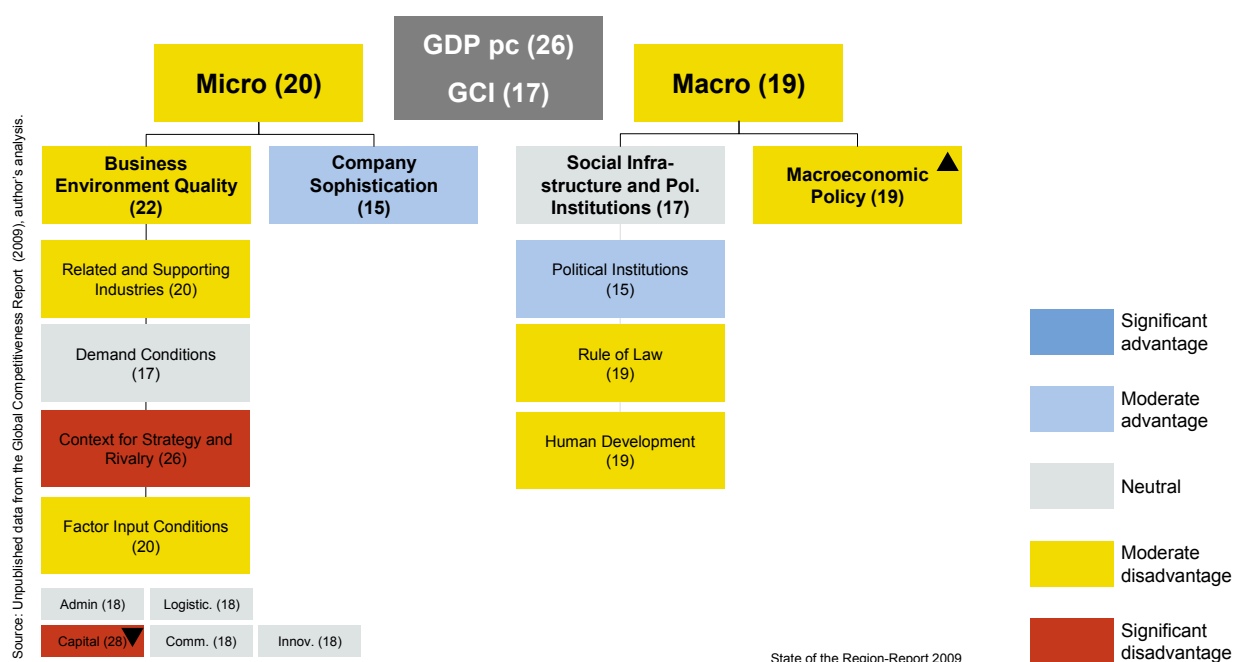 GDP pc (26)
GCI (17)
Micro (20)
Macro (19)
Business
Environment Quality
(22)
Company
Sophistication
(15)
Social Infra-
structure and Pol.
Institutions (17)
Macroeconomic
Policy (19)
Related and Supporting
Industries (20)
Political Institutions
(15)
Demand Conditions
(17)
Rule of Law
(19)
Context for Strategy and
Rivalry (26)
Human Development
(19)
Factor Input Conditions
(20)
Admin (18)
Logistic. (18)
Capital (28)
Comm. (18)
Innov. (18)
Significant
advantage
Moderate
advantage
Neutral
Moderate
disadvantage
Significant
disadvantage
Source: Unpublished data from the Global Competitiveness Report (2009), author's analysis.
State of the Region-Report 2009